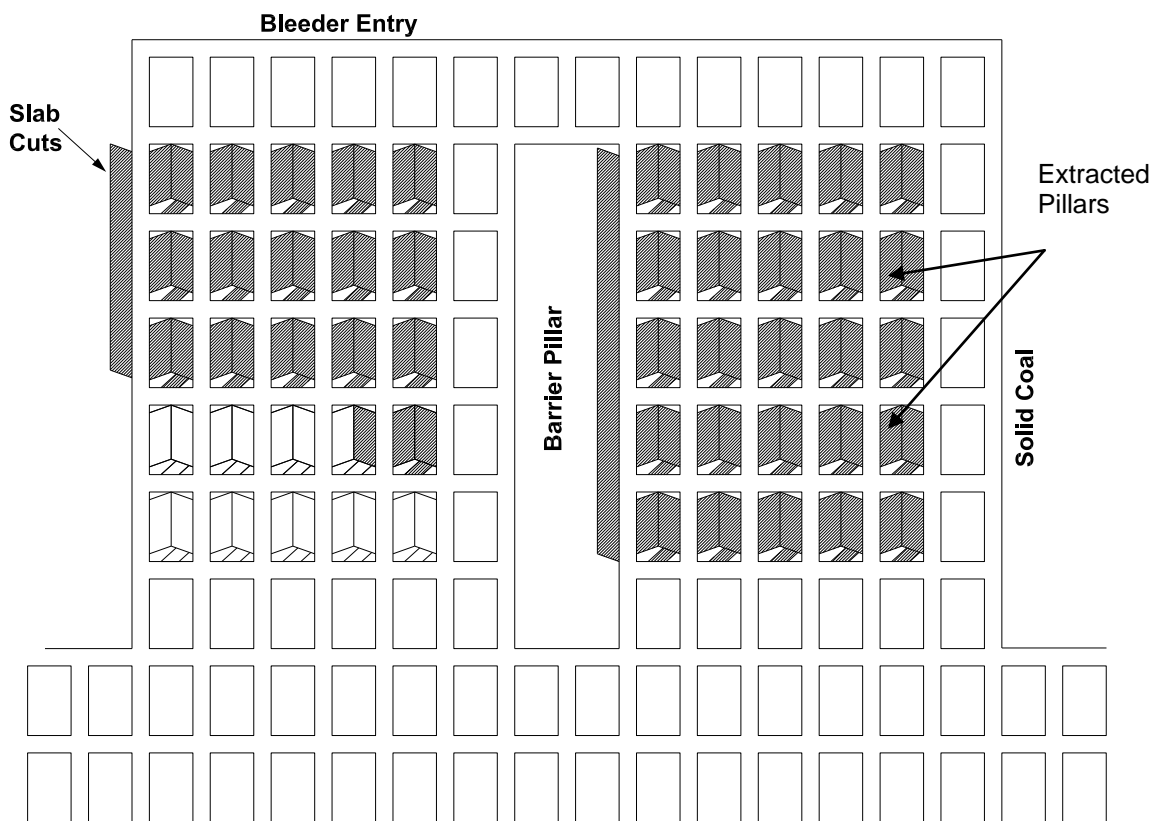 Bleeder Entry
Slab
Cuts
Extracted
Pillars
Barrier Pillar
Solid Coal